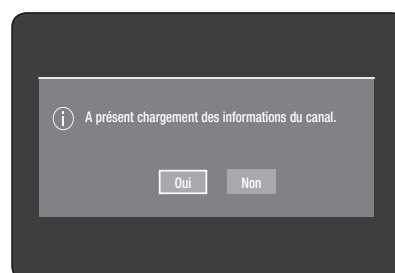 A présent chargement des informations du canal.
Oui Non